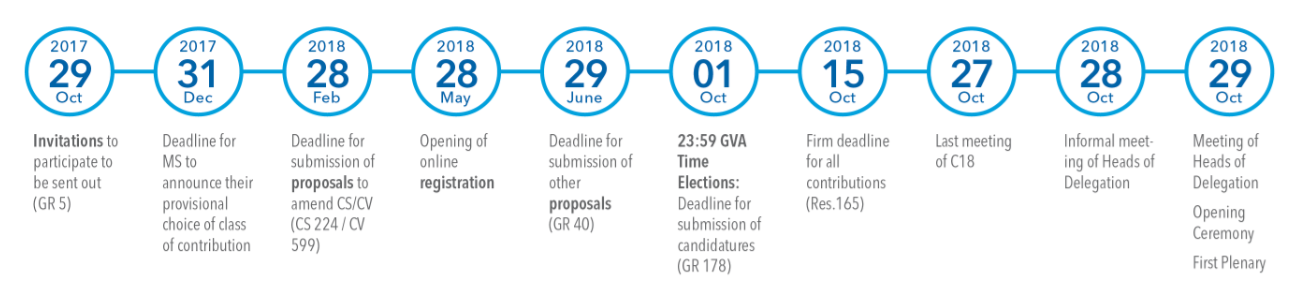 2017
29
Oct
Invitations to
participate to
be sent out
(GR 5)
2017
31
Dec
Deadline for
MS to
announce their
provisional
choice of class
of contribution
2018
28
Feb
Deadline for
submission of
proposals to
amend CS/CV
(CS 224 / CV
599)
2018
28
May
Opening of
online
registration
2018
29
June
Deadline for
submission of
other
proposals
(GR 40)
2018
01
Oct
23:59 GVA
Time
Elections:
Deadline for
submission of
candidatures
(GR 178)
2018
15
Oct
Firm deadline
for all
contributions
(Res.165)
2018
27
Oct
Last meeting
of C18
2018
28
Oct
Informal meet-
ing of Heads of
Delegation
2018
29
Oct
Meeting of
Heads of
Delegation
Opening
Ceremony
First Plenary